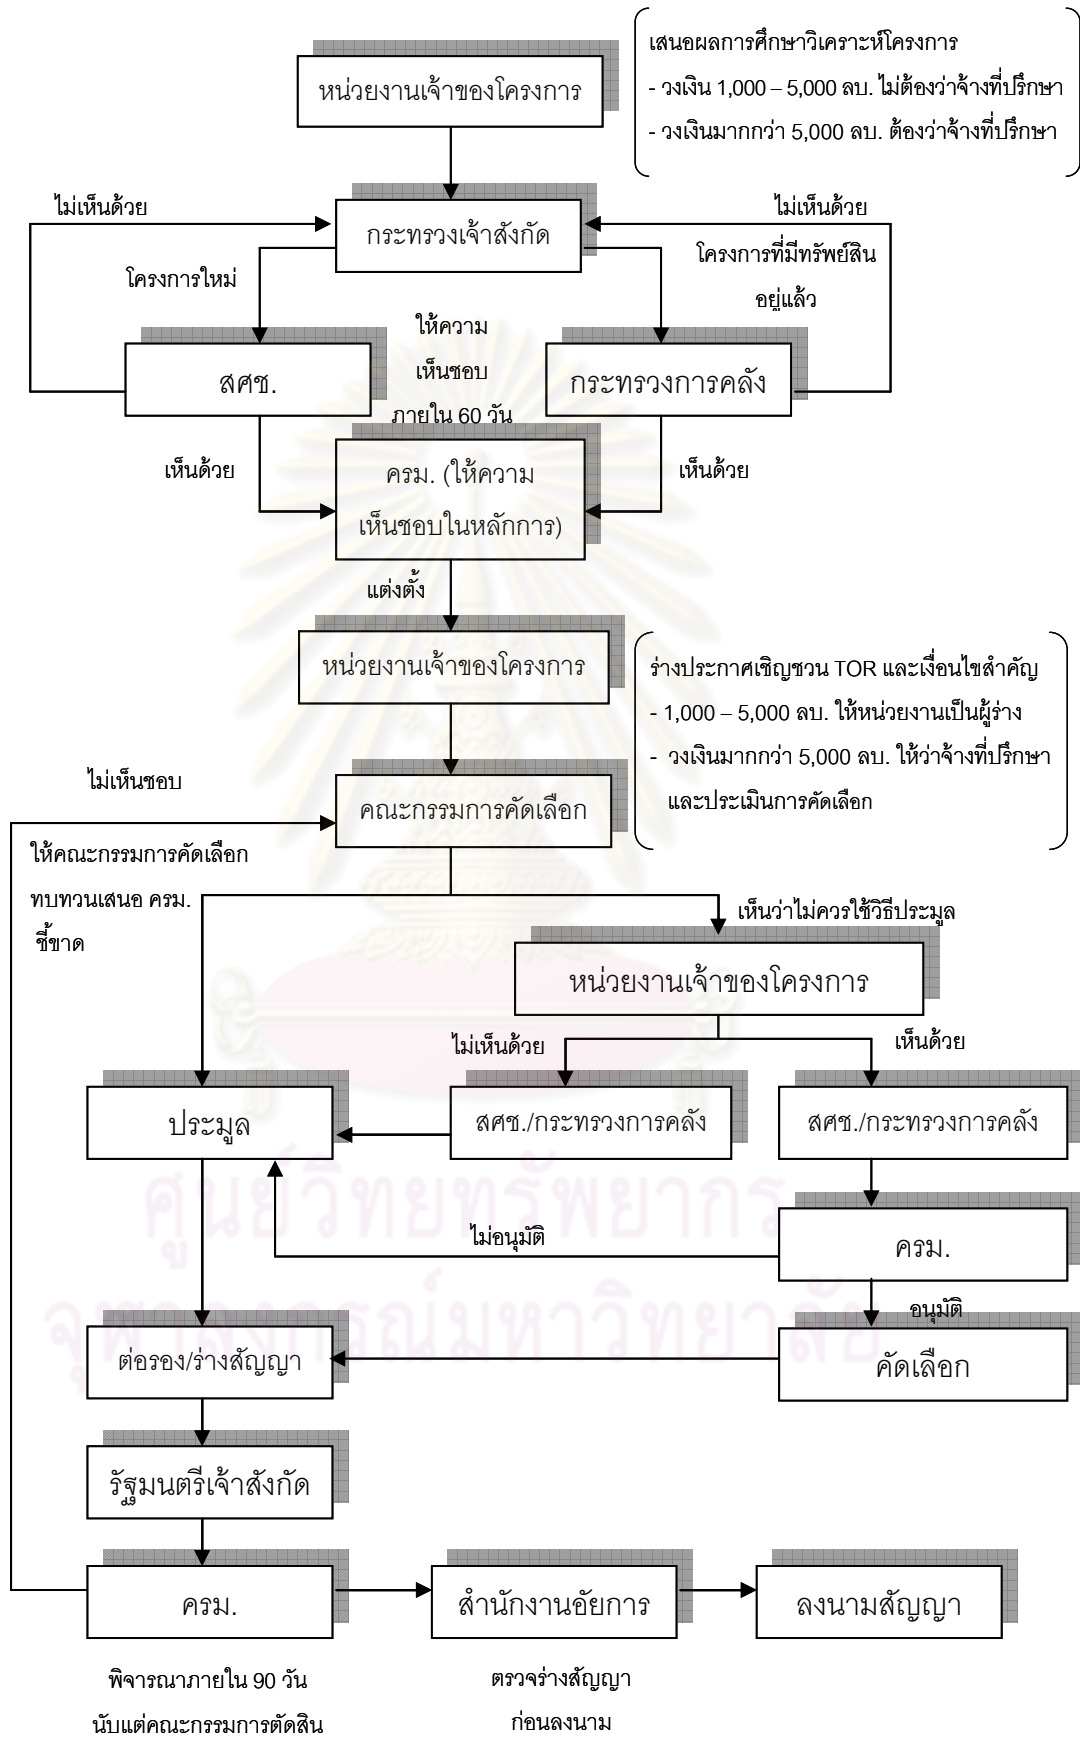 หน่วยงานเจ้าของโครงการ
เสนอผลการศึกษาวิเคราะห์โครงการ
- วงเงิน 1,000 – 5,000 ลบ. ไม่ต้องว่าจ้างที่ปรึกษา
- วงเงินมากกว่า 5,000 ลบ. ต้องว่าจ้างที่ปรึกษา
ไม่เห็นด้วย
กระทรวงเจ้าสังกัด
ไม่เห็นด้วย
โครงการใหม่
โครงการที่มีทรัพย์สิน
อยู่แล้ว
สศช.
ให้ความ
เห็นชอบ
ภายใน 60 วัน
กระทรวงการคลัง
เห็นด้วย
ครม. (ให้ความ
เห็นชอบในหลักการ)
เห็นด้วย
แต่งตั้ง
หน่วยงานเจ้าของโครงการ
ร่างประกาศเชิญชวน TOR และเงื่อนไขสำคัญ
- 1,000 – 5,000 ลบ. ให้หน่วยงานเป็นผู้ร่าง
- วงเงินมากกว่า 5,000 ลบ. ให้ว่าจ้างที่ปรึกษา
และประเมินการคัดเลือก
ไม่เห็นชอบ
คณะกรรมการคัดเลือก
ให้คณะกรรมการคัดเลือก
ทบทวนเสนอ ครม.
ชี้ขาด
เห็นว่าไม่ควรใช้วิธีประมูล
หน่วยงานเจ้าของโครงการ
ไม่เห็นด้วย
เห็นด้วย
ประมูล
สศช./กระทรวงการคลัง
สศช./กระทรวงการคลัง
ศูนย์วิทยทรัพยากร
ไม่อนุมัติ
ครม.
จุฬาลงกรณ์มหาวิทยาลัย
อนุมัติ
ต่อรอง/ร่างสัญญา
คัดเลือก
รัฐมนตรีเจ้าสังกัด
ครม.
สำนักงานอัยการ
ลงนามสัญญา
พิจารณาภายใน 90 วัน
นับแต่คณะกรรมการตัดสิน
ตรวจร่างสัญญา
ก่อนลงนาม